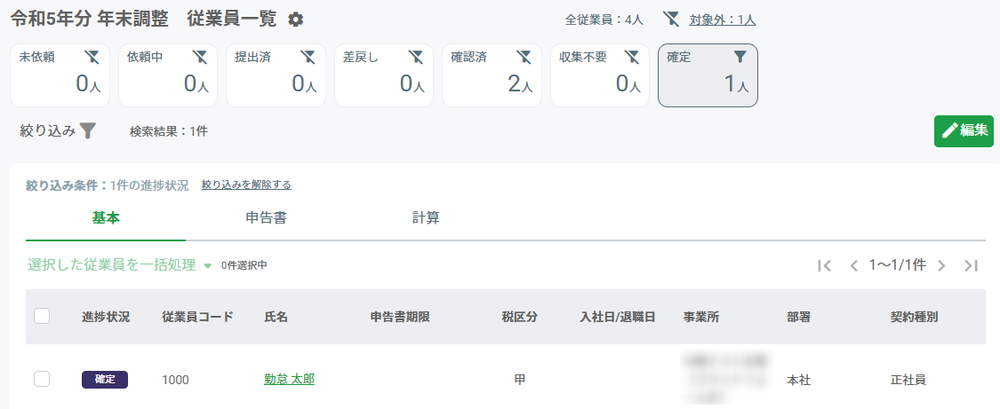 令和5年分 年末調整　従業員一覧
全従業員：4人 対象外：1人
未依頼 依頼中 提出済 差戻し 確認済 収集不要 確定
0人 0人 0人 0人 2人 0人 1人
絞り込み 検索結果：1件 編集
絞り込み条件：1件の進捗状況 絞り込みを解除する
基本 申告書 計算
選択した従業員を一括処理 0件選択中 1～1/1件
進捗状況 従業員コード 氏名 申告書期限 税区分 入社日/退職日 事業所 部署 契約種別
確定 1000 勤怠 太郎 甲 本社 正社員